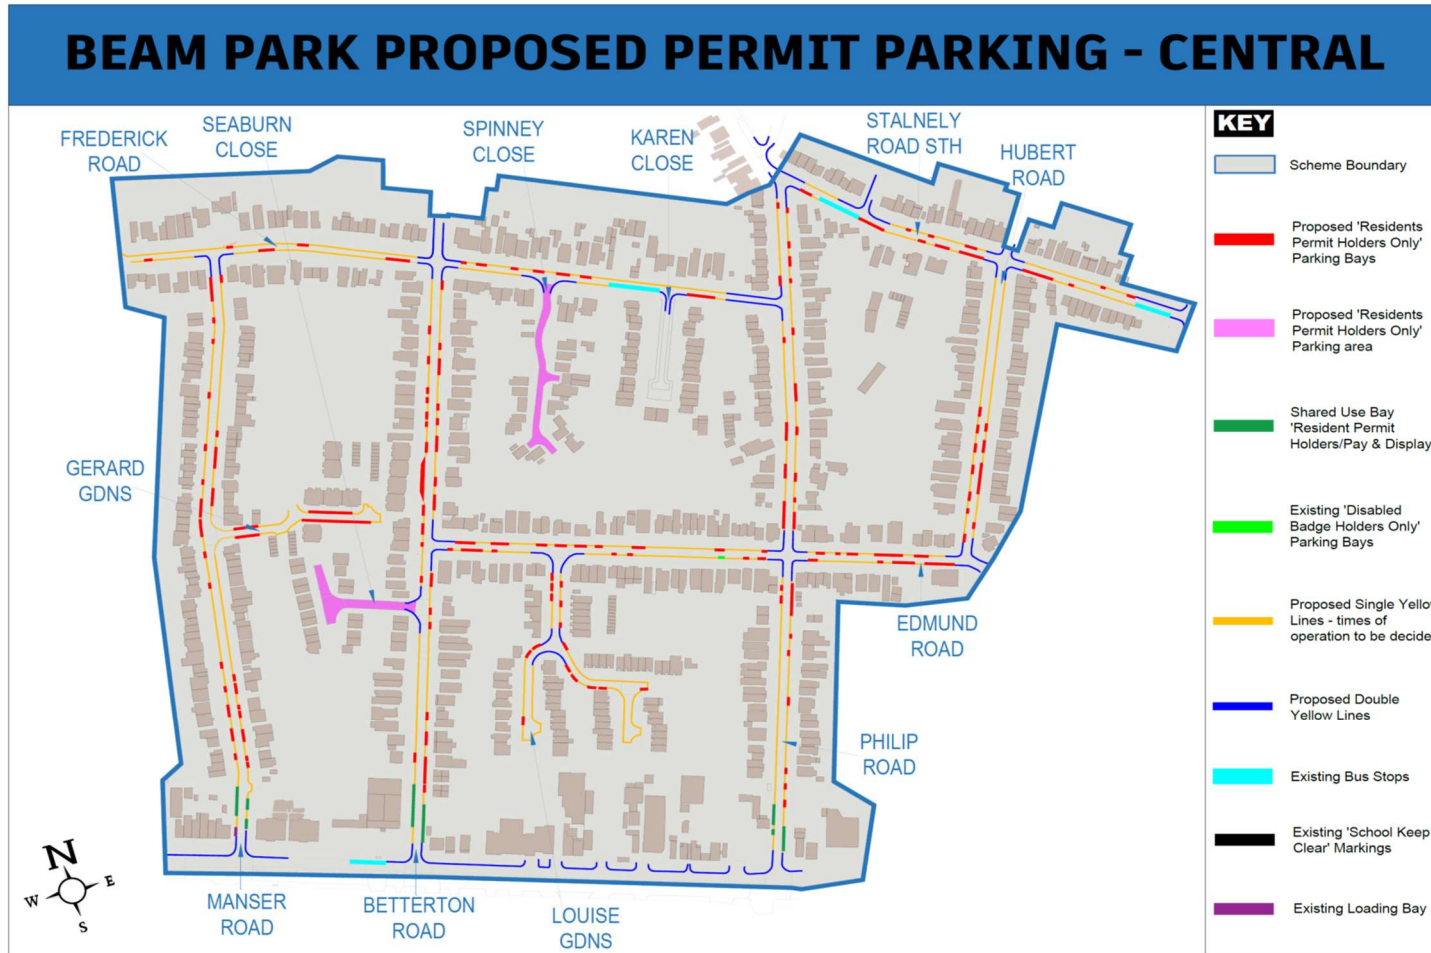 BEAM PARK PROPOSED PERMIT PARKING - CENTRAL
FREDERICK
ROAD
SEABURN
CLOSE
SPINNEY
CLOSE
KAREN
CLOSE
STALNELY
ROAD STH
HUBERT
ROAD
GERARD
GDNS
EDMUND
ROAD
PHILIP
ROAD
MANSER
ROAD
BETTERTON
ROAD
LOUISE
GDNS
N
W
E
S
KEY
Scheme Boundary
Proposed 'Residents
Permit Holders Only'
Parking Bays
Proposed 'Residents
Permit Holders Only'
Parking area
Shared Use Bay
'Resident Permit
Holders/Pay & Display
Existing 'Disabled
Badge Holders Only'
Parking Bays
Proposed Single Yello
Lines - times of
operation to be decide
Proposed Double
Yellow Lines
Existing Bus Stops
Existing 'School Keep
Clear' Markings
Existing Loading Bay